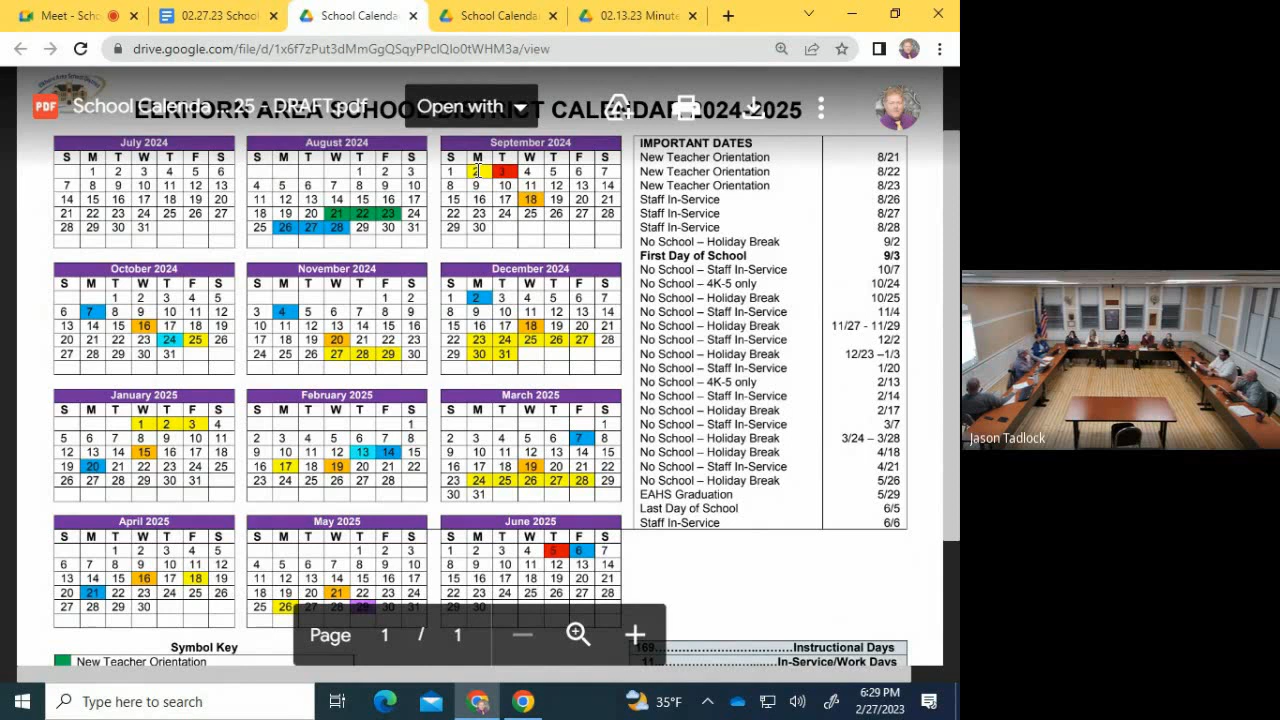 Meet - Scho
02.27.23 School
School Calenda
School Calenda
02.13.23 Minute
drive.google.com/file/d/1x6f7zPut3dMmGgQSqyPPclQIo0tWHM3a/view
PDF School Calenda 25 - DRAFT.pdf
Open with
ELKHORN AREA SCHOOL DISTRICT CALENDAR 2024-2025
July 2024
S M T W T F S
1 2 3 4 5 6
7 8 9 10 11 12 13
14 15 16 17 18 19 20
21 22 23 24 25 26 27
28 29 30 31
August 2024
S M T W T F S
1 2 3
4 5 6 7 8 9 10
11 12 13 14 15 16 17
18 19 20 21 22 23 24
25 26 27 28 29 30 31
September 2024
S M T W T F S
1 2 3 4 5 6 7
8 9 10 11 12 13 14
15 16 17 18 19 20 21
22 23 24 25 26 27 28
29 30
October 2024
S M T W T F S
1 2 3 4 5
6 7 8 9 10 11 12
13 14 15 16 17 18 19
20 21 22 23 24 25 26
27 28 29 30 31
November 2024
S M T W T F S
1 2
3 4 5 6 7 8 9
10 11 12 13 14 15 16
17 18 19 20 21 22 23
24 25 26 27 28 29 30
December 2024
S M T W T F S
1 2 3 4 5 6 7
8 9 10 11 12 13 14
15 16 17 18 19 20 21
22 23 24 25 26 27 28
29 30 31
January 2025
S M T W T F S
1 2 3 4
5 6 7 8 9 10 11
12 13 14 15 16 17 18
19 20 21 22 23 24 25
26 27 28 29 30 31
February 2025
S M T W T F S
1
2 3 4 5 6 7 8
9 10 11 12 13 14 15
16 17 18 19 20 21 22
23 24 25 26 27 28
March 2025
S M T W T F S
1
2 3 4 5 6 7 8
9 10 11 12 13 14 15
16 17 18 19 20 21 22
23 24 25 26 27 28 29
30 31
April 2025
S M T W T F S
1 2 3 4 5
6 7 8 9 10 11 12
13 14 15 16 17 18 19
20 21 22 23 24 25 26
27 28 29 30
May 2025
S M T W T F S
1 2 3
4 5 6 7 8 9 10
11 12 13 14 15 16 17
18 19 20 21 22 23 24
25 26 27 28 29 30 31
June 2025
S M T W T F S
1 2 3 4 5 6 7
8 9 10 11 12 13 14
15 16 17 18 19 20 21
22 23 24 25 26 27 28
29 30
IMPORTANT DATES
New Teacher Orientation 8/21
New Teacher Orientation 8/22
New Teacher Orientation 8/23
Staff In-Service 8/26
Staff In-Service 8/27
Staff In-Service 8/28
No School – Holiday Break 9/2
First Day of School 9/3
No School – Staff In-Service 10/7
No School – 4K-5 only 10/24
No School – Holiday Break 10/25
No School – Staff In-Service 11/4
No School – Holiday Break 11/27 - 11/29
No School – Staff In-Service 12/2
No School – Holiday Break 12/23 –1/3
No School – Staff In-Service 1/20
No School – 4K-5 only 2/13
No School – Staff In-Service 2/14
No School – Holiday Break 2/17
No School – Staff In-Service 3/7
No School – Holiday Break 3/24 – 3/28
No School – Holiday Break 4/18
No School – Staff In-Service 4/21
No School – Holiday Break 5/26
EAHS Graduation 5/29
Last Day of School 6/5
Staff In-Service 6/6
Page 1 / 1
Symbol Key
New Teacher Orientation
169......Instructional Days
11......In-Service/Work Days
Jason Tadlock
Type here to search
35°F
6:29 PM
2/27/2023